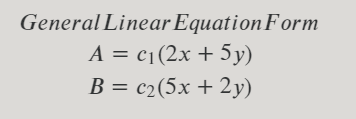 General Linear Equation Form
A = c₁(2x + 5y)
B = c₂(5x + 2y)